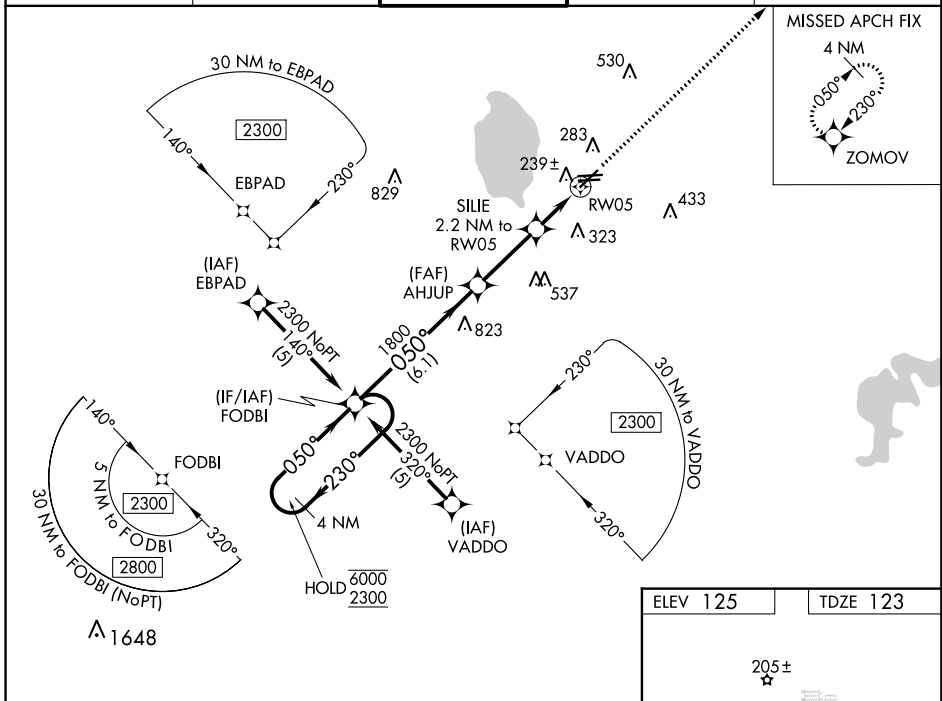 MISSED APCH FIX
4 NM
050°
230°
ZOMOV
30 NM to EBPAD
2300
140°
230°
EBPAD
829
530
283
239±
RW05
433
SILIE
2.2 NM to
RW05
323
(FAF)
AHJUP
537
823
(IAF)
EBPAD
2300 NoPT
140°
(5)
1800
050°
(6.1)
(IF/IAF)
FODBI
050°
230°
4 NM
2300 NoPT
320°
(5)
(IAF)
VADDO
HOLD 6000
2300
230°
30 NM to VADDO
2300
VADDO
320°
140°
FODBI
5 NM to FODBI
2300
320°
2800
30 NM to FODBI (NoPT)
1648
ELEV 125
TDZE 123
205±